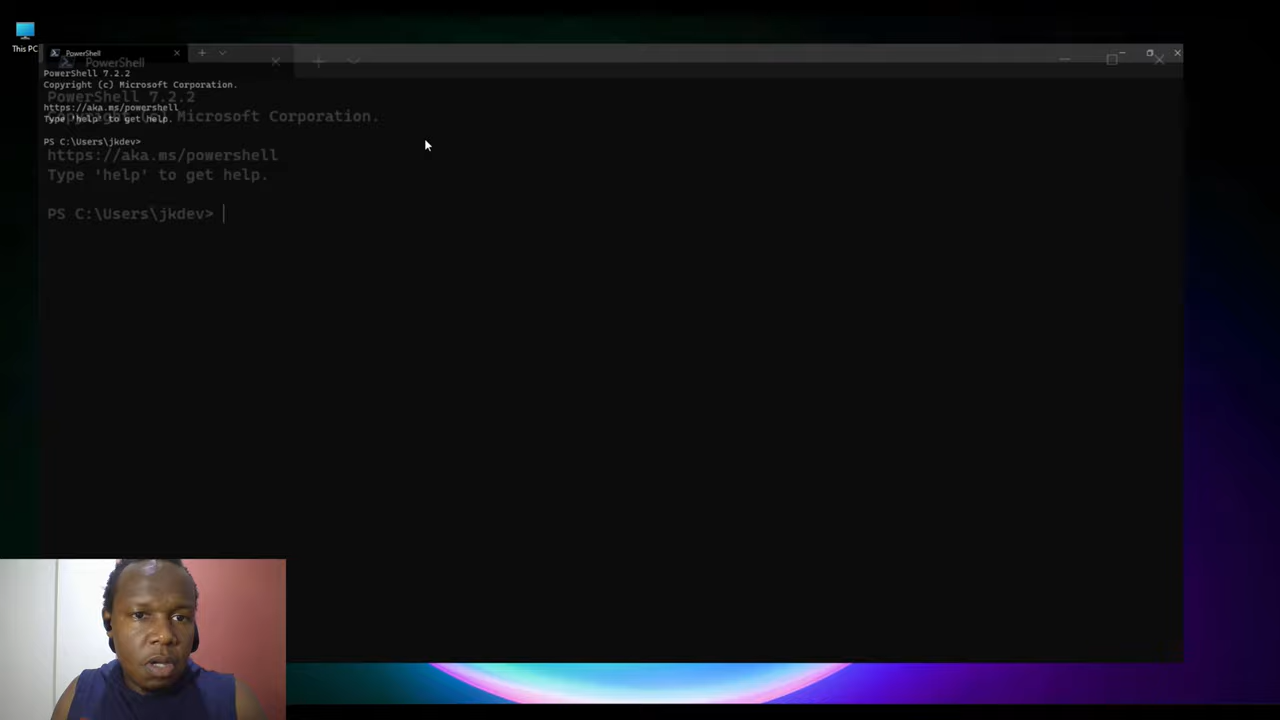 This PC
PowerShell
PowerShell 7.2.2
Copyright (c) Microsoft Corporation.
https://aka.ms/powershell
Type 'help' to get help.
PS C:\Users\jkdev>
PowerShell
PowerShell 7.2.2
Copyright (c) Microsoft Corporation.
https://aka.ms/powershell
Type 'help' to get help.
PS C:\Users\jkdev>